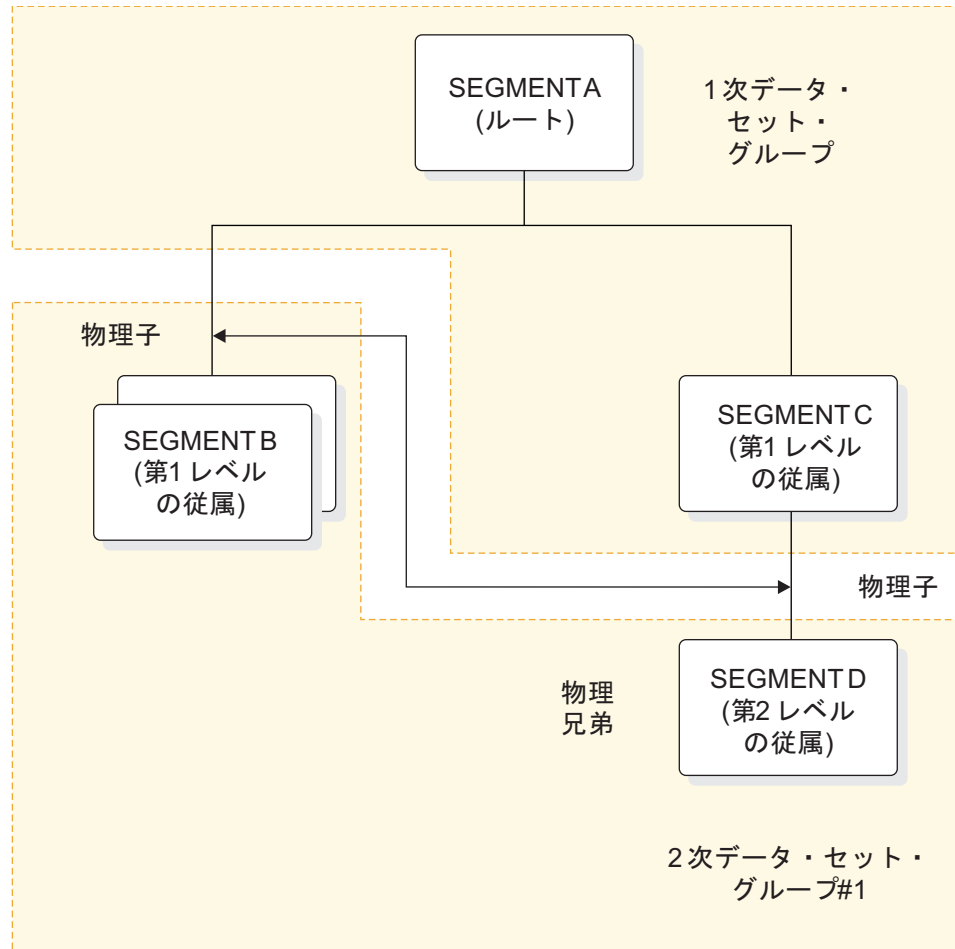 SEGMENT A
(ルート)
1次データ・
セット・
グループ
物理子
SEGMENT B
(第1レベル
の従属)
SEGMENT C
(第1レベル
の従属)
物理子
物理
兄弟
SEGMENT D
(第2レベル
の従属)
2次データ・セット・
グループ#1